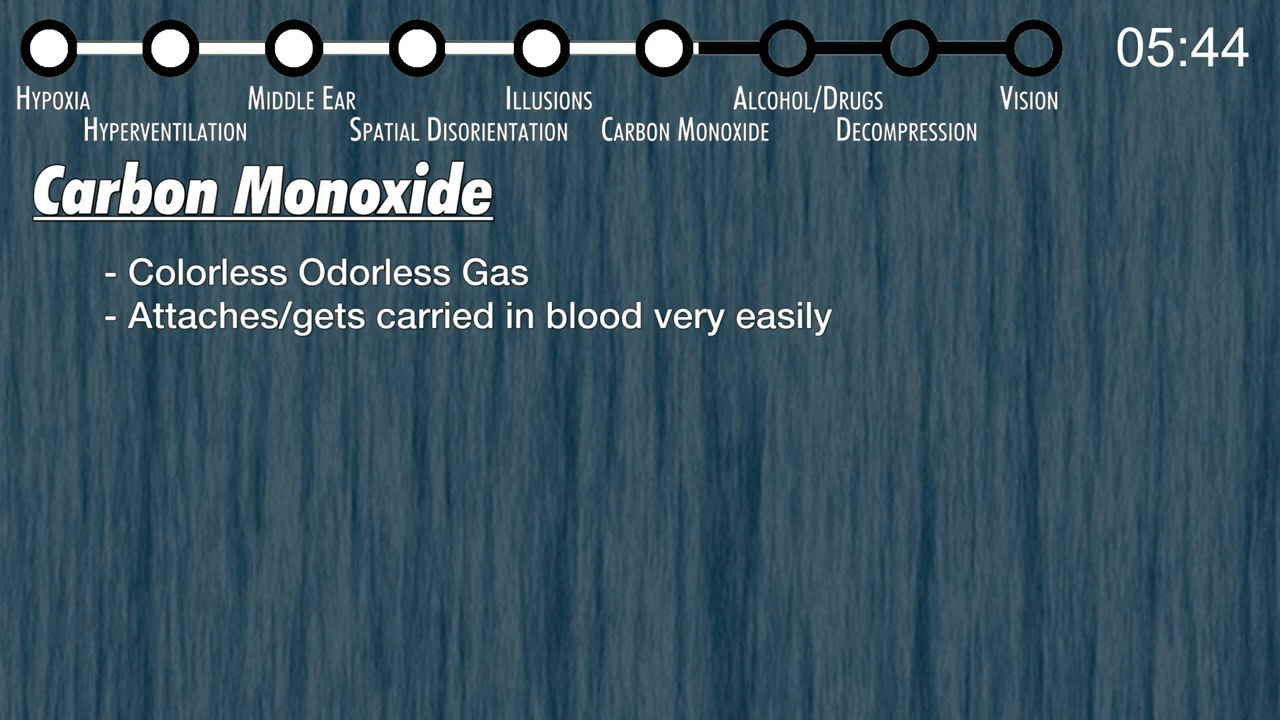 05:44
Hypoxia Middle Ear Illusions Alcohol/Drugs Vision
Hyperventilation Spatial Disorientation Carbon Monoxide Decompression
Carbon Monoxide
- Colorless Odorless Gas
- Attaches/gets carried in blood very easily